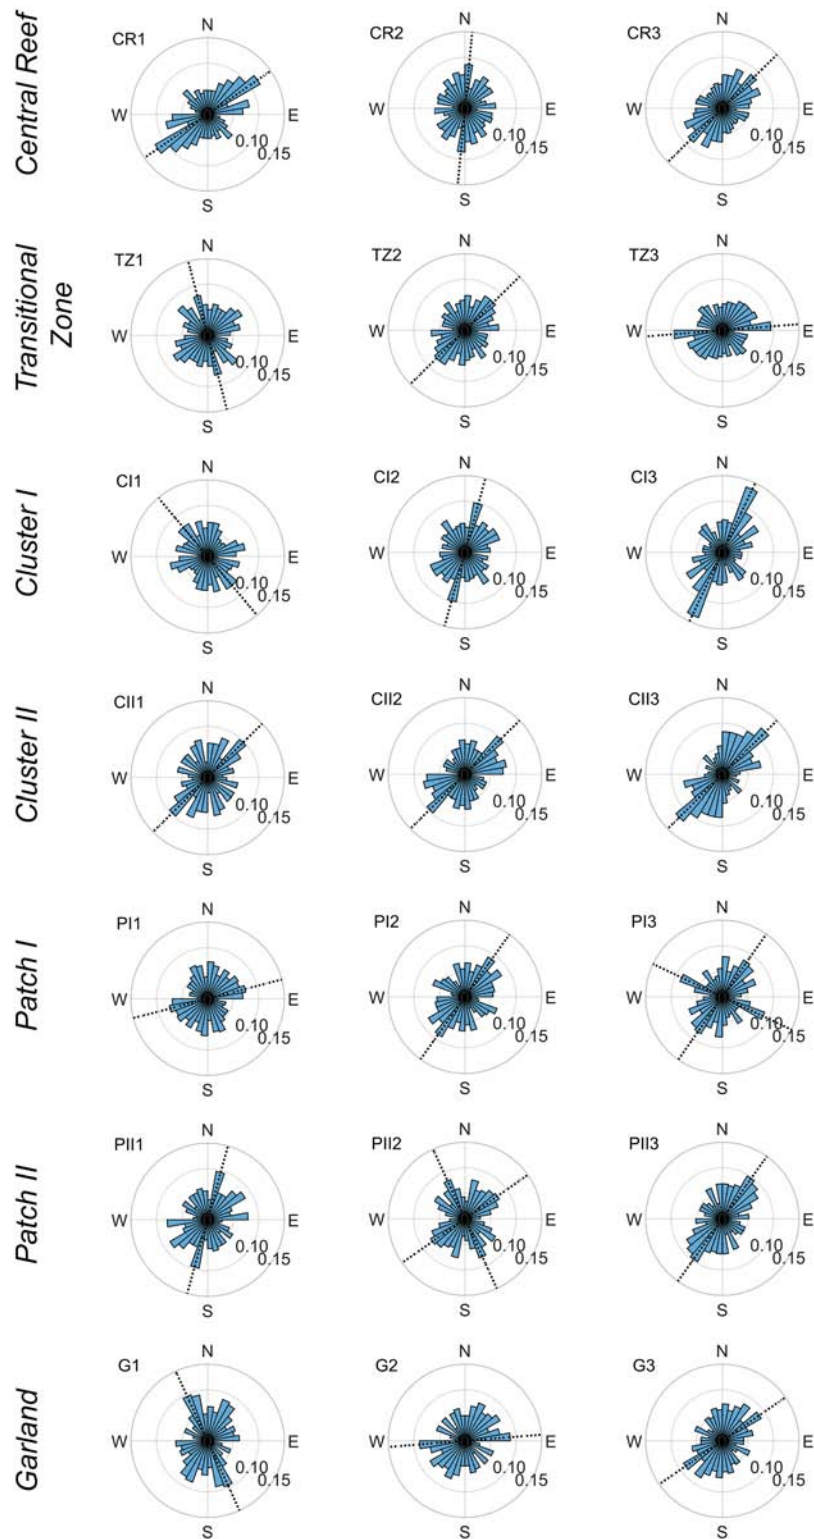 Central Reef
CR1
N
W
E
S
0.10
0.15
CR2
N
W
E
S
0.10
0.15
CR3
N
W
E
S
0.10
0.15
Transitional
Zone
TZ1
N
W
E
S
0.10
0.15
TZ2
N
W
E
S
0.10
0.15
TZ3
N
W
E
S
0.10
0.15
Cluster I
CI1
N
W
E
S
0.10
0.15
CI2
N
W
E
S
0.10
0.15
CI3
N
W
E
S
0.10
0.15
Cluster II
CII1
N
W
E
S
0.10
0.15
CII2
N
W
E
S
0.10
0.15
CII3
N
W
E
S
0.10
0.15
Patch I
PI1
N
W
E
S
0.10
0.15
PI2
N
W
E
S
0.10
0.15
PI3
N
W
E
S
0.10
0.15
Patch II
PII1
N
W
E
S
0.10
0.15
PII2
N
W
E
S
0.10
0.15
PII3
N
W
E
S
0.10
0.15
Garland
G1
N
W
E
S
0.10
0.15
G2
N
W
E
S
0.10
0.15
G3
N
W
E
S
0.10
0.15